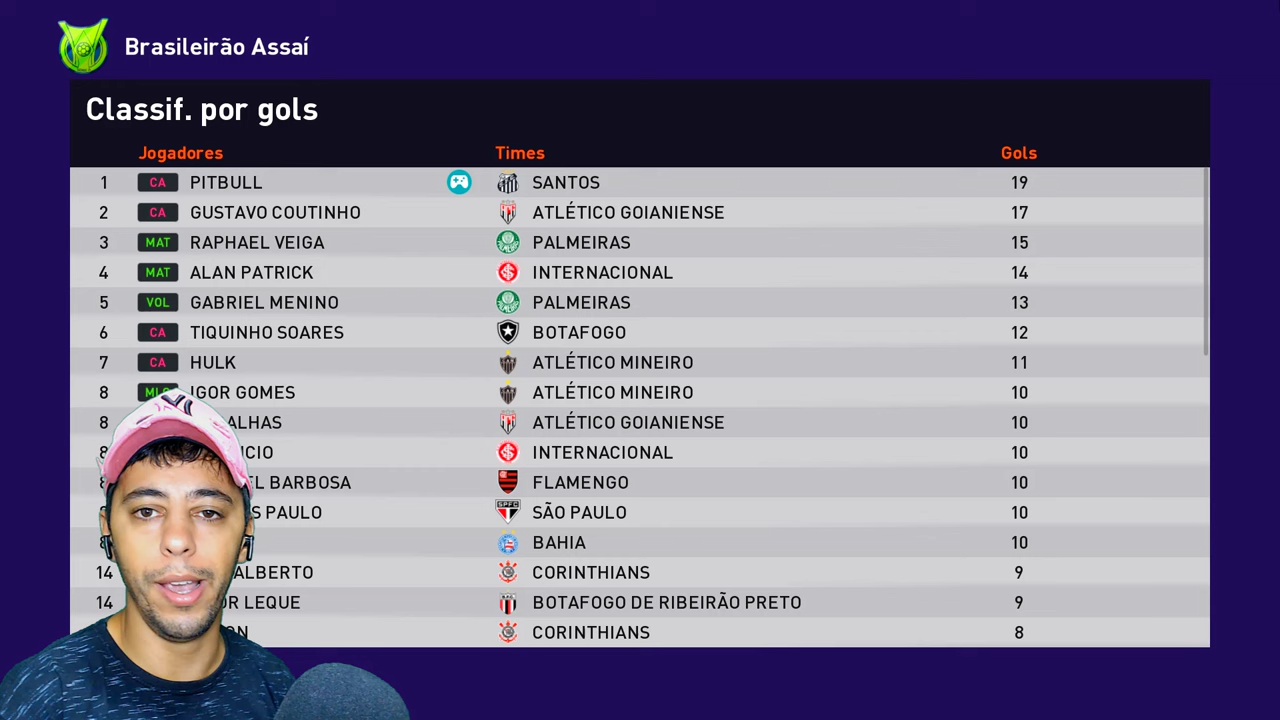 Brasileirão Assaí
Classif. por gols
Jogadores Times Gols
1 CA PITBULL SANTOS 19
2 CA GUSTAVO COUTINHO ATLÉTICO GOIANIENSE 17
3 MAT RAPHAEL VEIGA PALMEIRAS 15
4 MAT ALAN PATRICK INTERNACIONAL 14
5 VOL GABRIEL MENINO PALMEIRAS 13
6 CA TIQUINHO SOARES BOTAFOGO 12
7 CA HULK ATLÉTICO MINEIRO 11
8 IGOR GOMES ATLÉTICO MINEIRO 10
8 ATLÉTICO GOIANIENSE 10
INTERNACIONAL 10
BARBOSA FLAMENGO 10
PAULO SÃO PAULO 10
BAHIA 10
14 ALBERTO CORINTHIANS 9
14 LEQUE BOTAFOGO DE RIBEIRÃO PRETO 9
CORINTHIANS 8